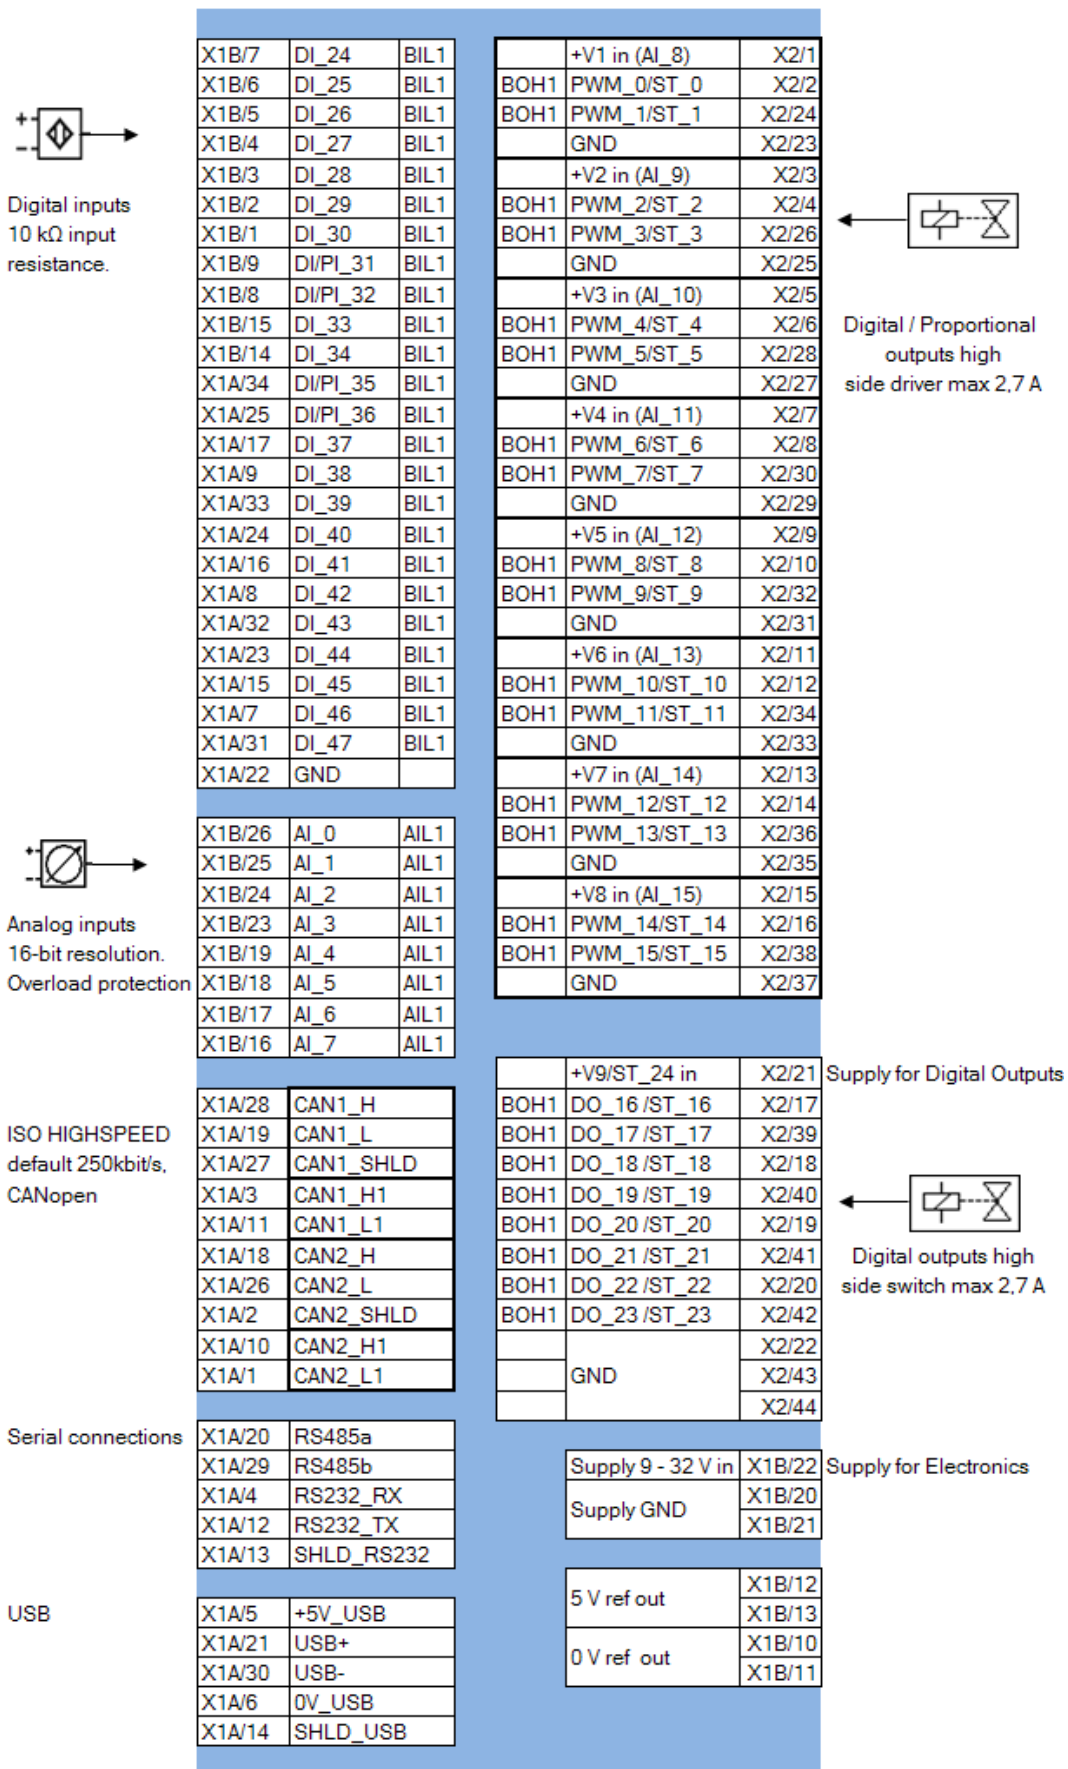 X1B/7 DI_24 BIL1
X1B/6 DI_25 BIL1
X1B/5 DI_26 BIL1
X1B/4 DI_27 BIL1
X1B/3 DI_28 BIL1
X1B/2 DI_29 BIL1
X1B/1 DI_30 BIL1
X1B/9 DI/PI_31 BIL1
X1B/8 DI/PI_32 BIL1
X1B/15 DI_33 BIL1
X1B/14 DI_34 BIL1
X1A/34 DI/PI_35 BIL1
X1A/25 DI/PI_36 BIL1
X1A/17 DI_37 BIL1
X1A/9 DI_38 BIL1
X1A/33 DI_39 BIL1
X1A/24 DI_40 BIL1
X1A/16 DI_41 BIL1
X1A/8 DI_42 BIL1
X1A/32 DI_43 BIL1
X1A/23 DI_44 BIL1
X1A/15 DI_45 BIL1
X1A/7 DI_46 BIL1
X1A/31 DI_47 BIL1
X1A/22 GND
Digital inputs
10 kΩ input
resistance.
X1B/26 AI_0 AIL1
X1B/25 AI_1 AIL1
X1B/24 AI_2 AIL1
X1B/23 AI_3 AIL1
X1B/19 AI_4 AIL1
X1B/18 AI_5 AIL1
X1B/17 AI_6 AIL1
X1B/16 AI_7 AIL1
Analog inputs
16-bit resolution.
Overload protection
X1A/28 CAN1_H
X1A/19 CAN1_L
X1A/27 CAN1_SHLD
X1A/3 CAN1_H1
X1A/11 CAN1_L1
X1A/18 CAN2_H
X1A/26 CAN2_L
X1A/2 CAN2_SHLD
X1A/10 CAN2_H1
X1A/1 CAN2_L1
ISO HIGHSPEED
default 250kbit/s,
CANopen
Serial connections
X1A/20 RS485a
X1A/29 RS485b
X1A/4 RS232_RX
X1A/12 RS232_TX
X1A/13 SHLD_RS232
USB
X1A/5 +5V_USB
X1A/21 USB+
X1A/30 USB-
X1A/6 0V_USB
X1A/14 SHLD_USB
+V1 in (AI_8) X2/1
BOH1 PWM_0/ST_0 X2/2
BOH1 PWM_1/ST_1 X2/24
GND X2/23
+V2 in (AI_9) X2/3
BOH1 PWM_2/ST_2 X2/4
BOH1 PWM_3/ST_3 X2/26
GND X2/25
+V3 in (AI_10) X2/5
BOH1 PWM_4/ST_4 X2/6
BOH1 PWM_5/ST_5 X2/28
GND X2/27
+V4 in (AI_11) X2/7
BOH1 PWM_6/ST_6 X2/8
BOH1 PWM_7/ST_7 X2/30
GND X2/29
+V5 in (AI_12) X2/9
BOH1 PWM_8/ST_8 X2/10
BOH1 PWM_9/ST_9 X2/32
GND X2/31
+V6 in (AI_13) X2/11
BOH1 PWM_10/ST_10 X2/12
BOH1 PWM_11/ST_11 X2/34
GND X2/33
+V7 in (AI_14) X2/13
BOH1 PWM_12/ST_12 X2/14
BOH1 PWM_13/ST_13 X2/36
GND X2/35
+V8 in (AI_15) X2/15
BOH1 PWM_14/ST_14 X2/16
BOH1 PWM_15/ST_15 X2/38
GND X2/37
Digital / Proportional
outputs high
side driver max 2,7 A
+V9/ST_24 in X2/21 Supply for Digital Outputs
BOH1 DO_16 /ST_16 X2/17
BOH1 DO_17 /ST_17 X2/39
BOH1 DO_18 /ST_18 X2/18
BOH1 DO_19 /ST_19 X2/40
BOH1 DO_20 /ST_20 X2/19
BOH1 DO_21 /ST_21 X2/41
BOH1 DO_22 /ST_22 X2/20
BOH1 DO_23 /ST_23 X2/42
X2/22
GND X2/43
X2/44
Digital outputs high
side switch max 2,7 A
Supply 9 - 32 V in X1B/22 Supply for Electronics
Supply GND X1B/20
X1B/21
5 V ref out X1B/12
X1B/13
0 V ref out X1B/10
X1B/11